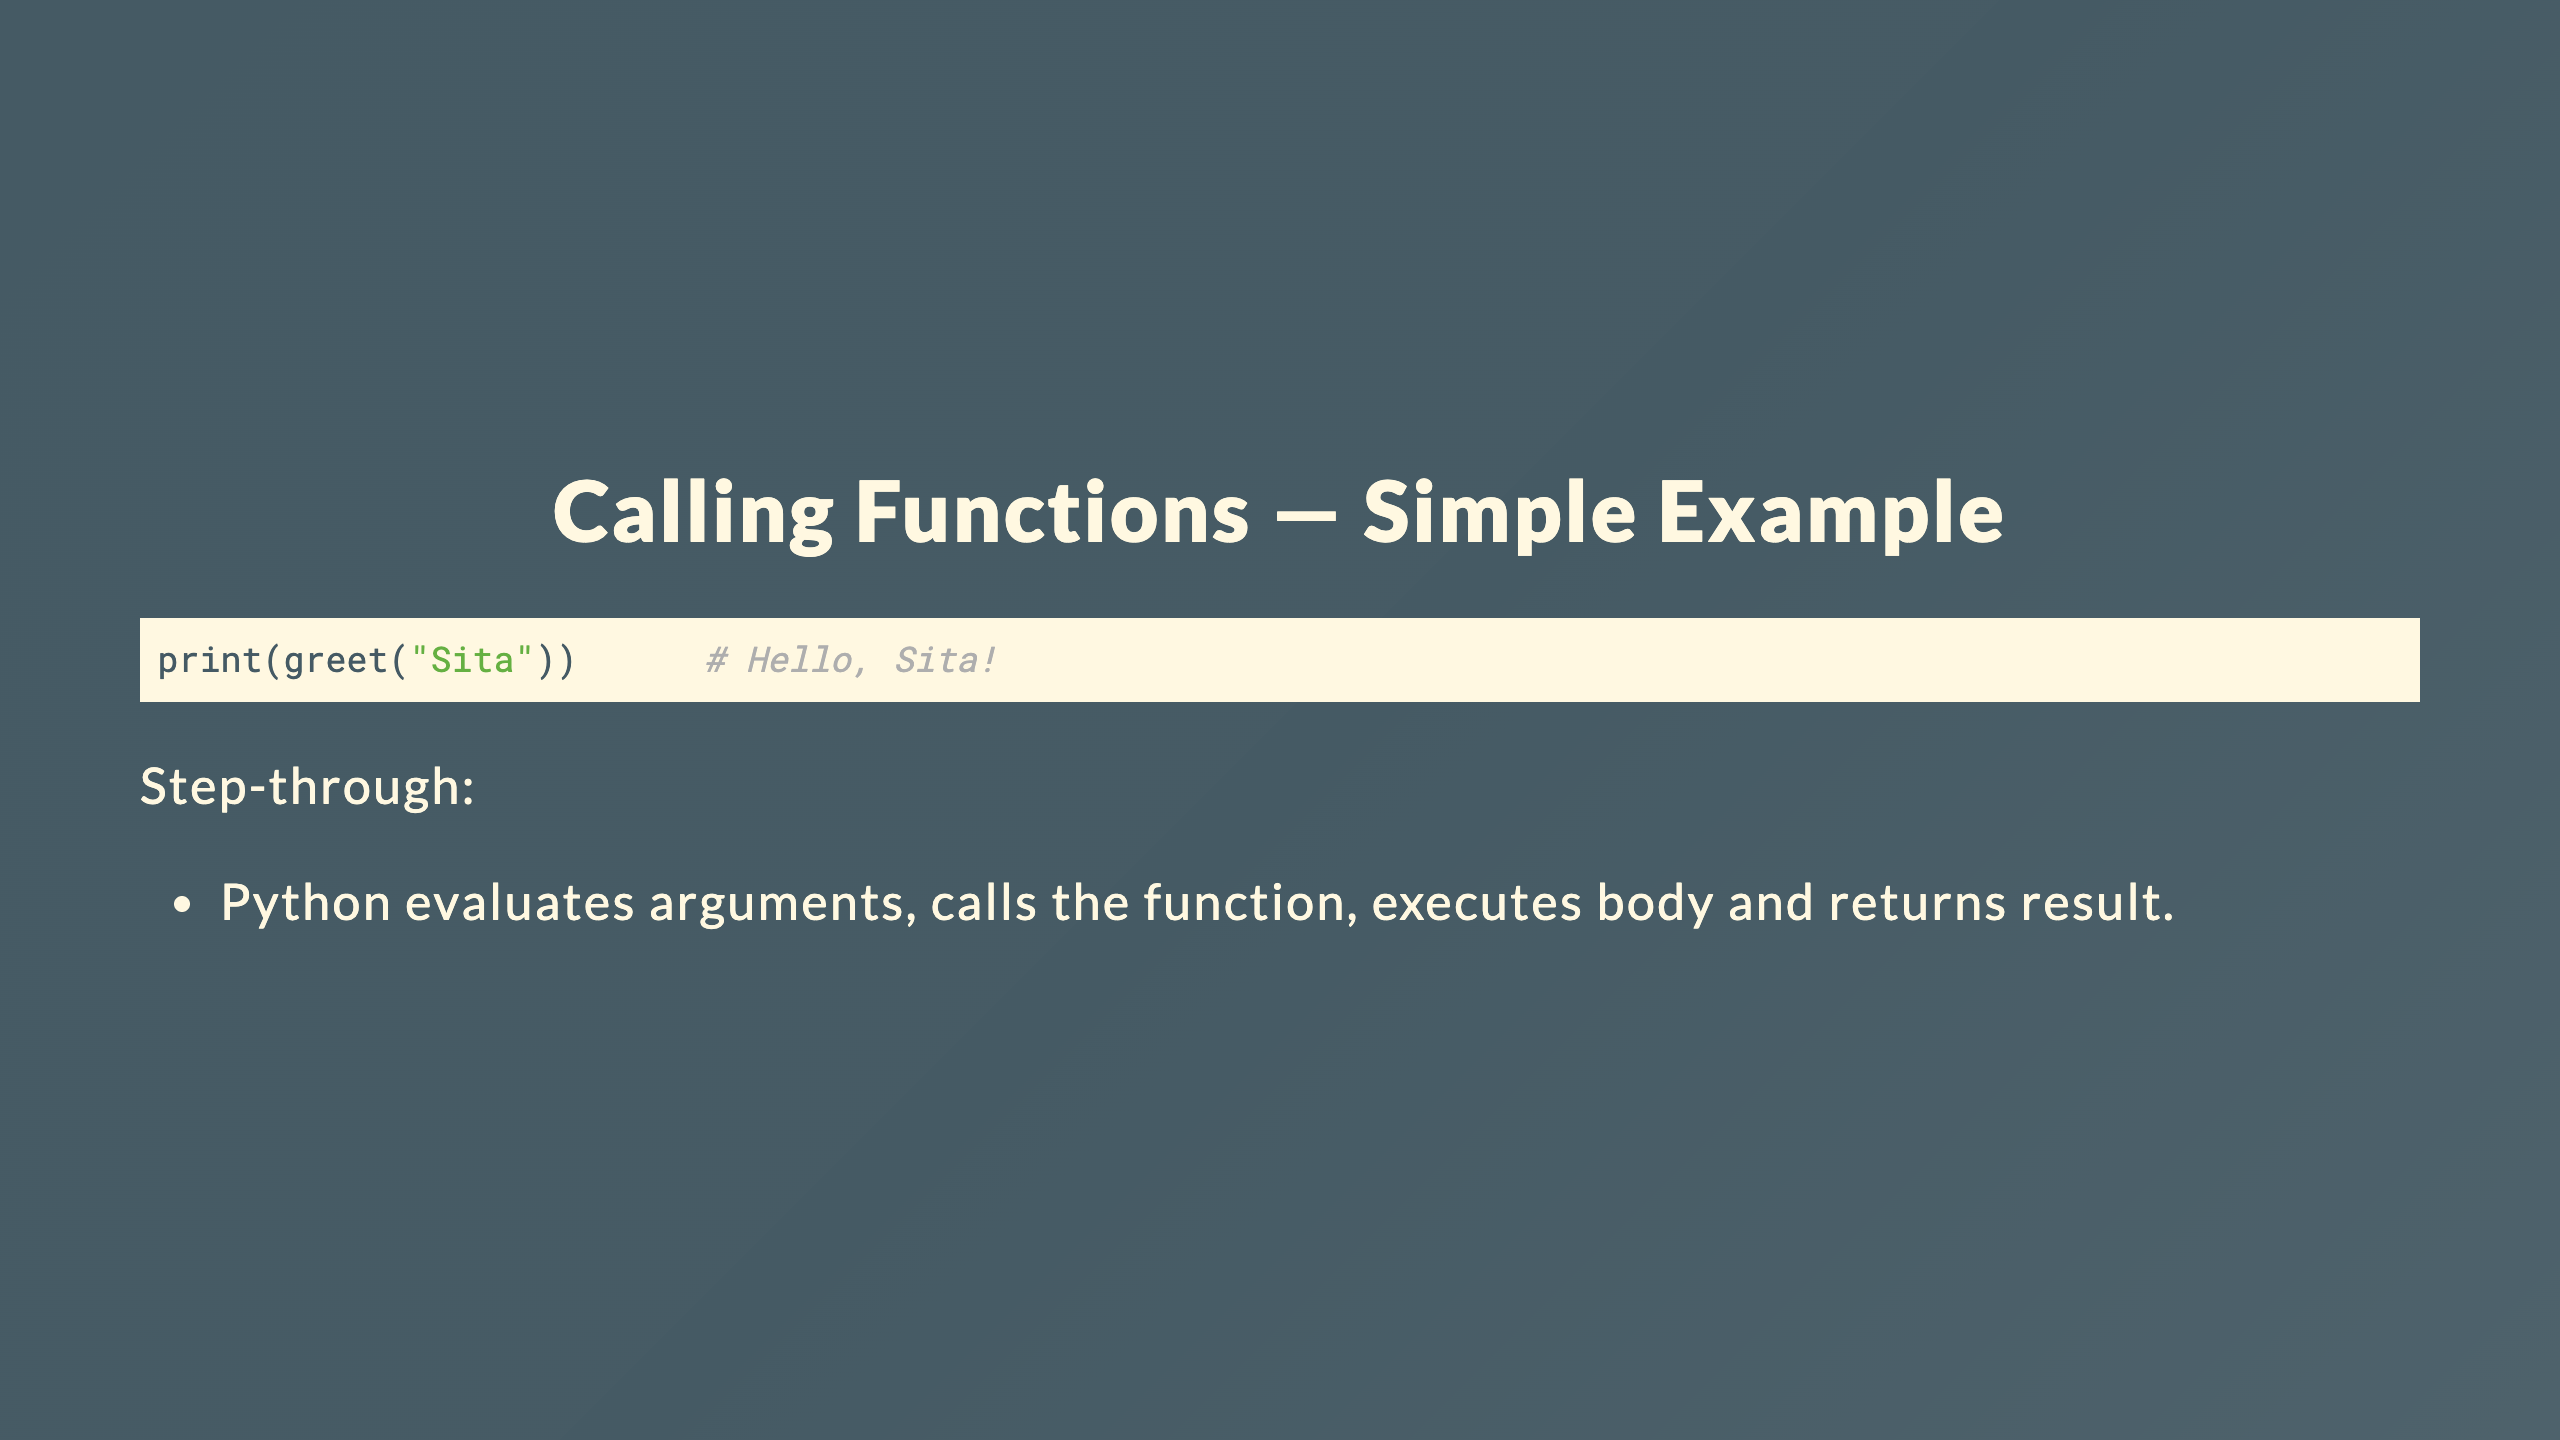 Calling Functions — Simple Example
print(greet("Sita"))      # Hello, Sita!
Step-through:
• Python evaluates arguments, calls the function, executes body and returns result.